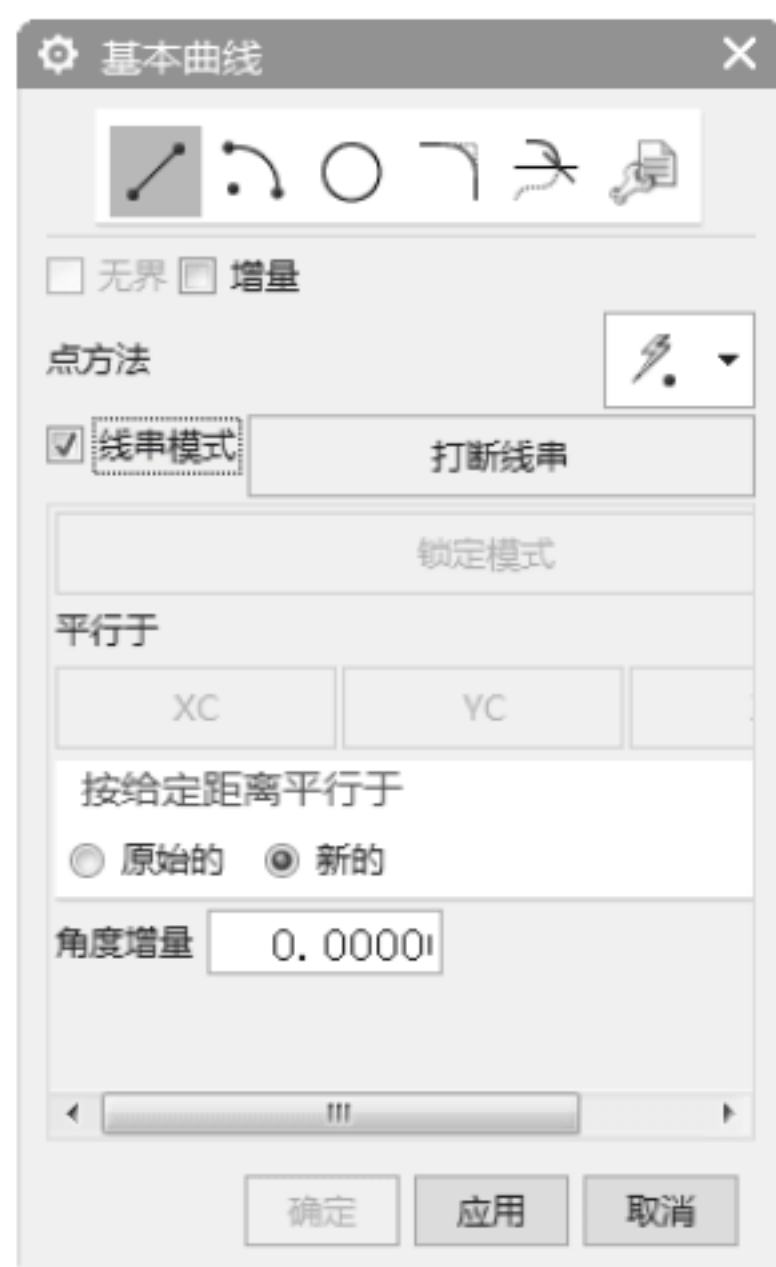 基本曲线
无界 增量
点方法
线串模式 打断线串
锁定模式
平行于
XC YC
按给定距离平行于
原始的 新的
角度增量 0.0000
确定 应用 取消